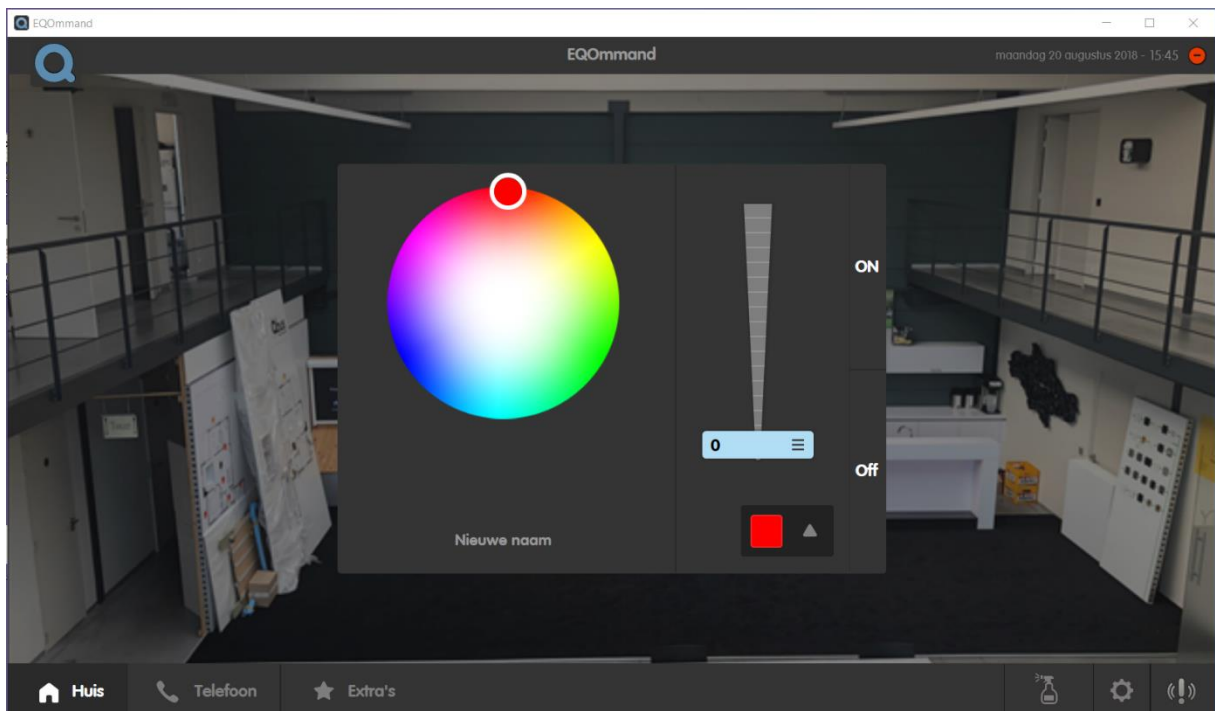 EQOmmand
EQOmmand
maandag 20 augustus 2018 - 15:45
ON
0
Off
Nieuwe naam
Huis
Telefoon
Extra's